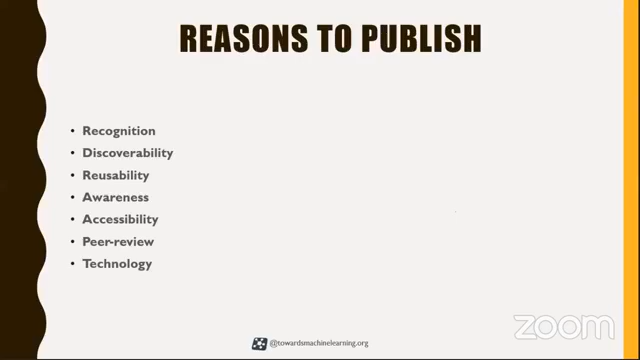 REASONS TO PUBLISH
• Recognition
• Discoverability
• Reusability
• Awareness
• Accessibility
• Peer-review
• Technology
@towardsmachinelearning.org
zoom